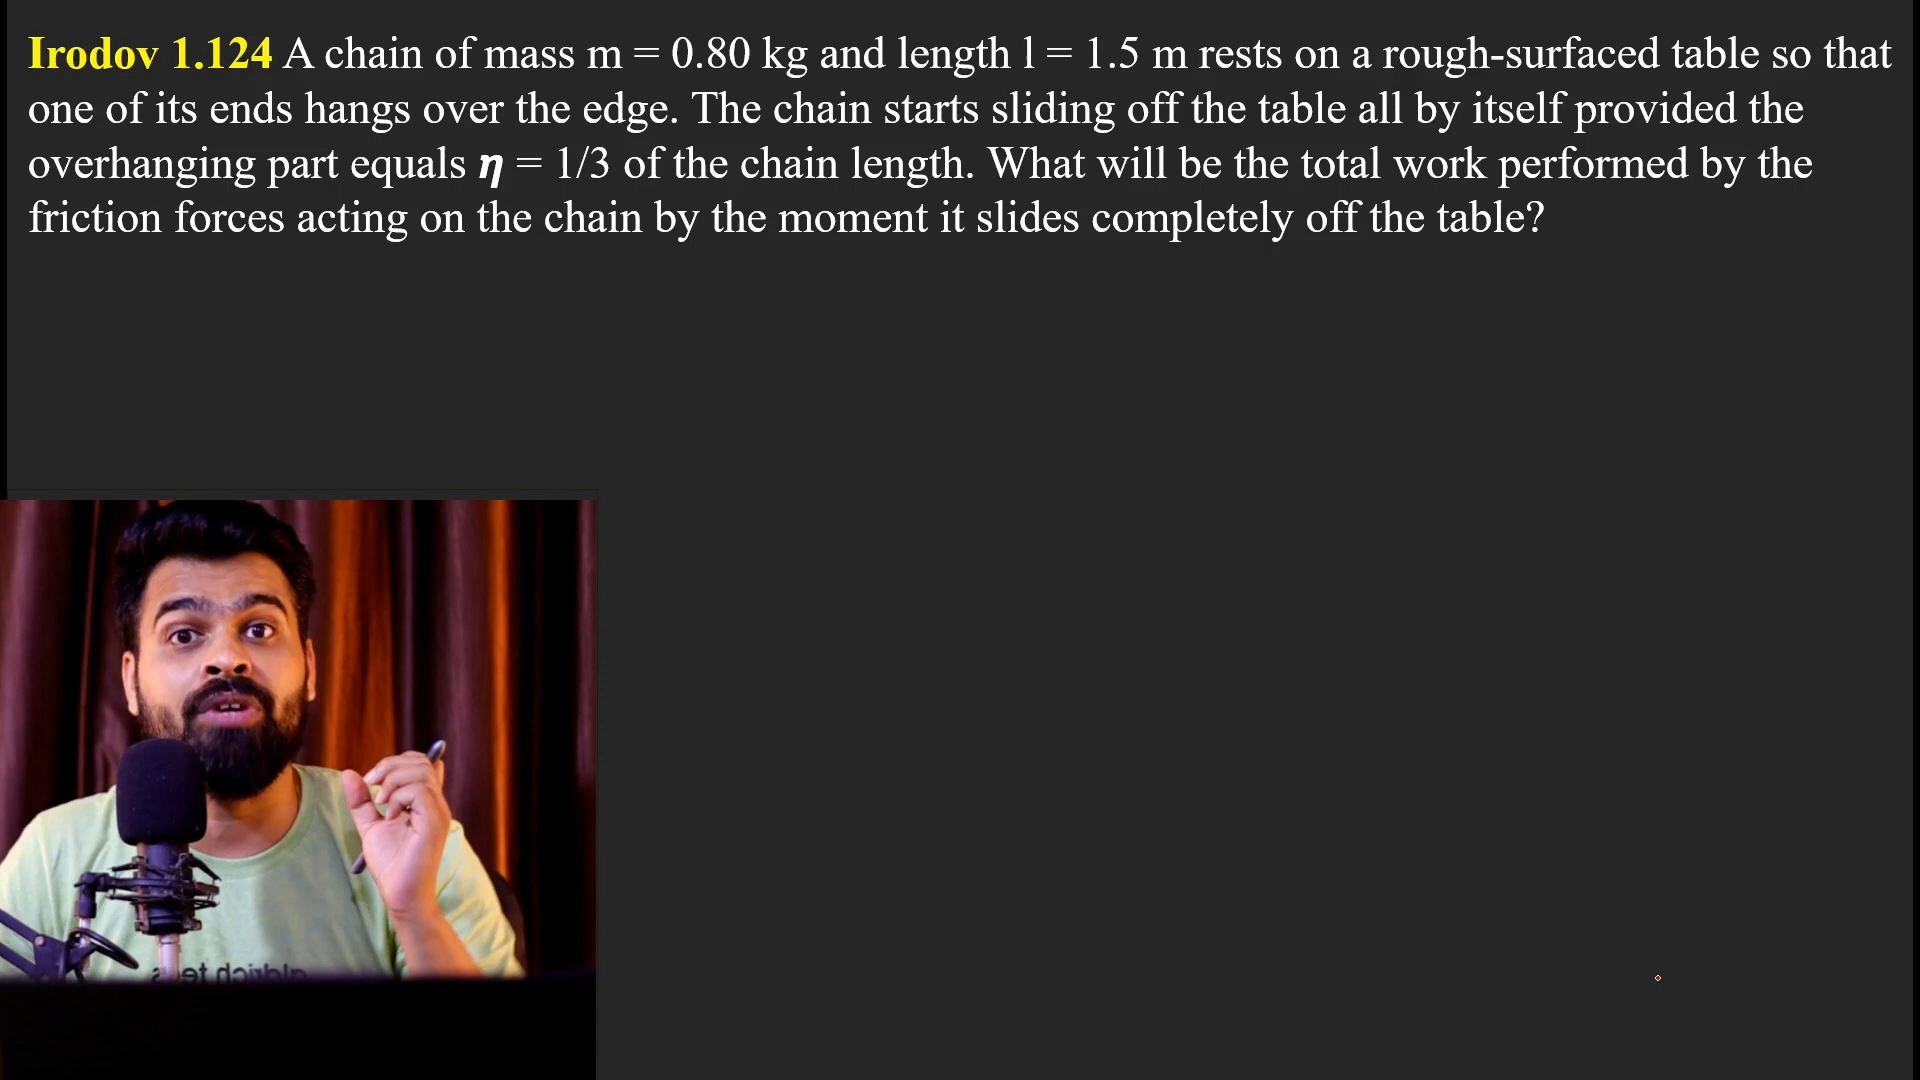 Irodov 1.124 A chain of mass m = 0.80 kg and length l = 1.5 m rests on a rough-surfaced table so that
one of its ends hangs over the edge. The chain starts sliding off the table all by itself provided the
overhanging part equals η = 1/3 of the chain length. What will be the total work performed by the
friction forces acting on the chain by the moment it slides completely off the table?